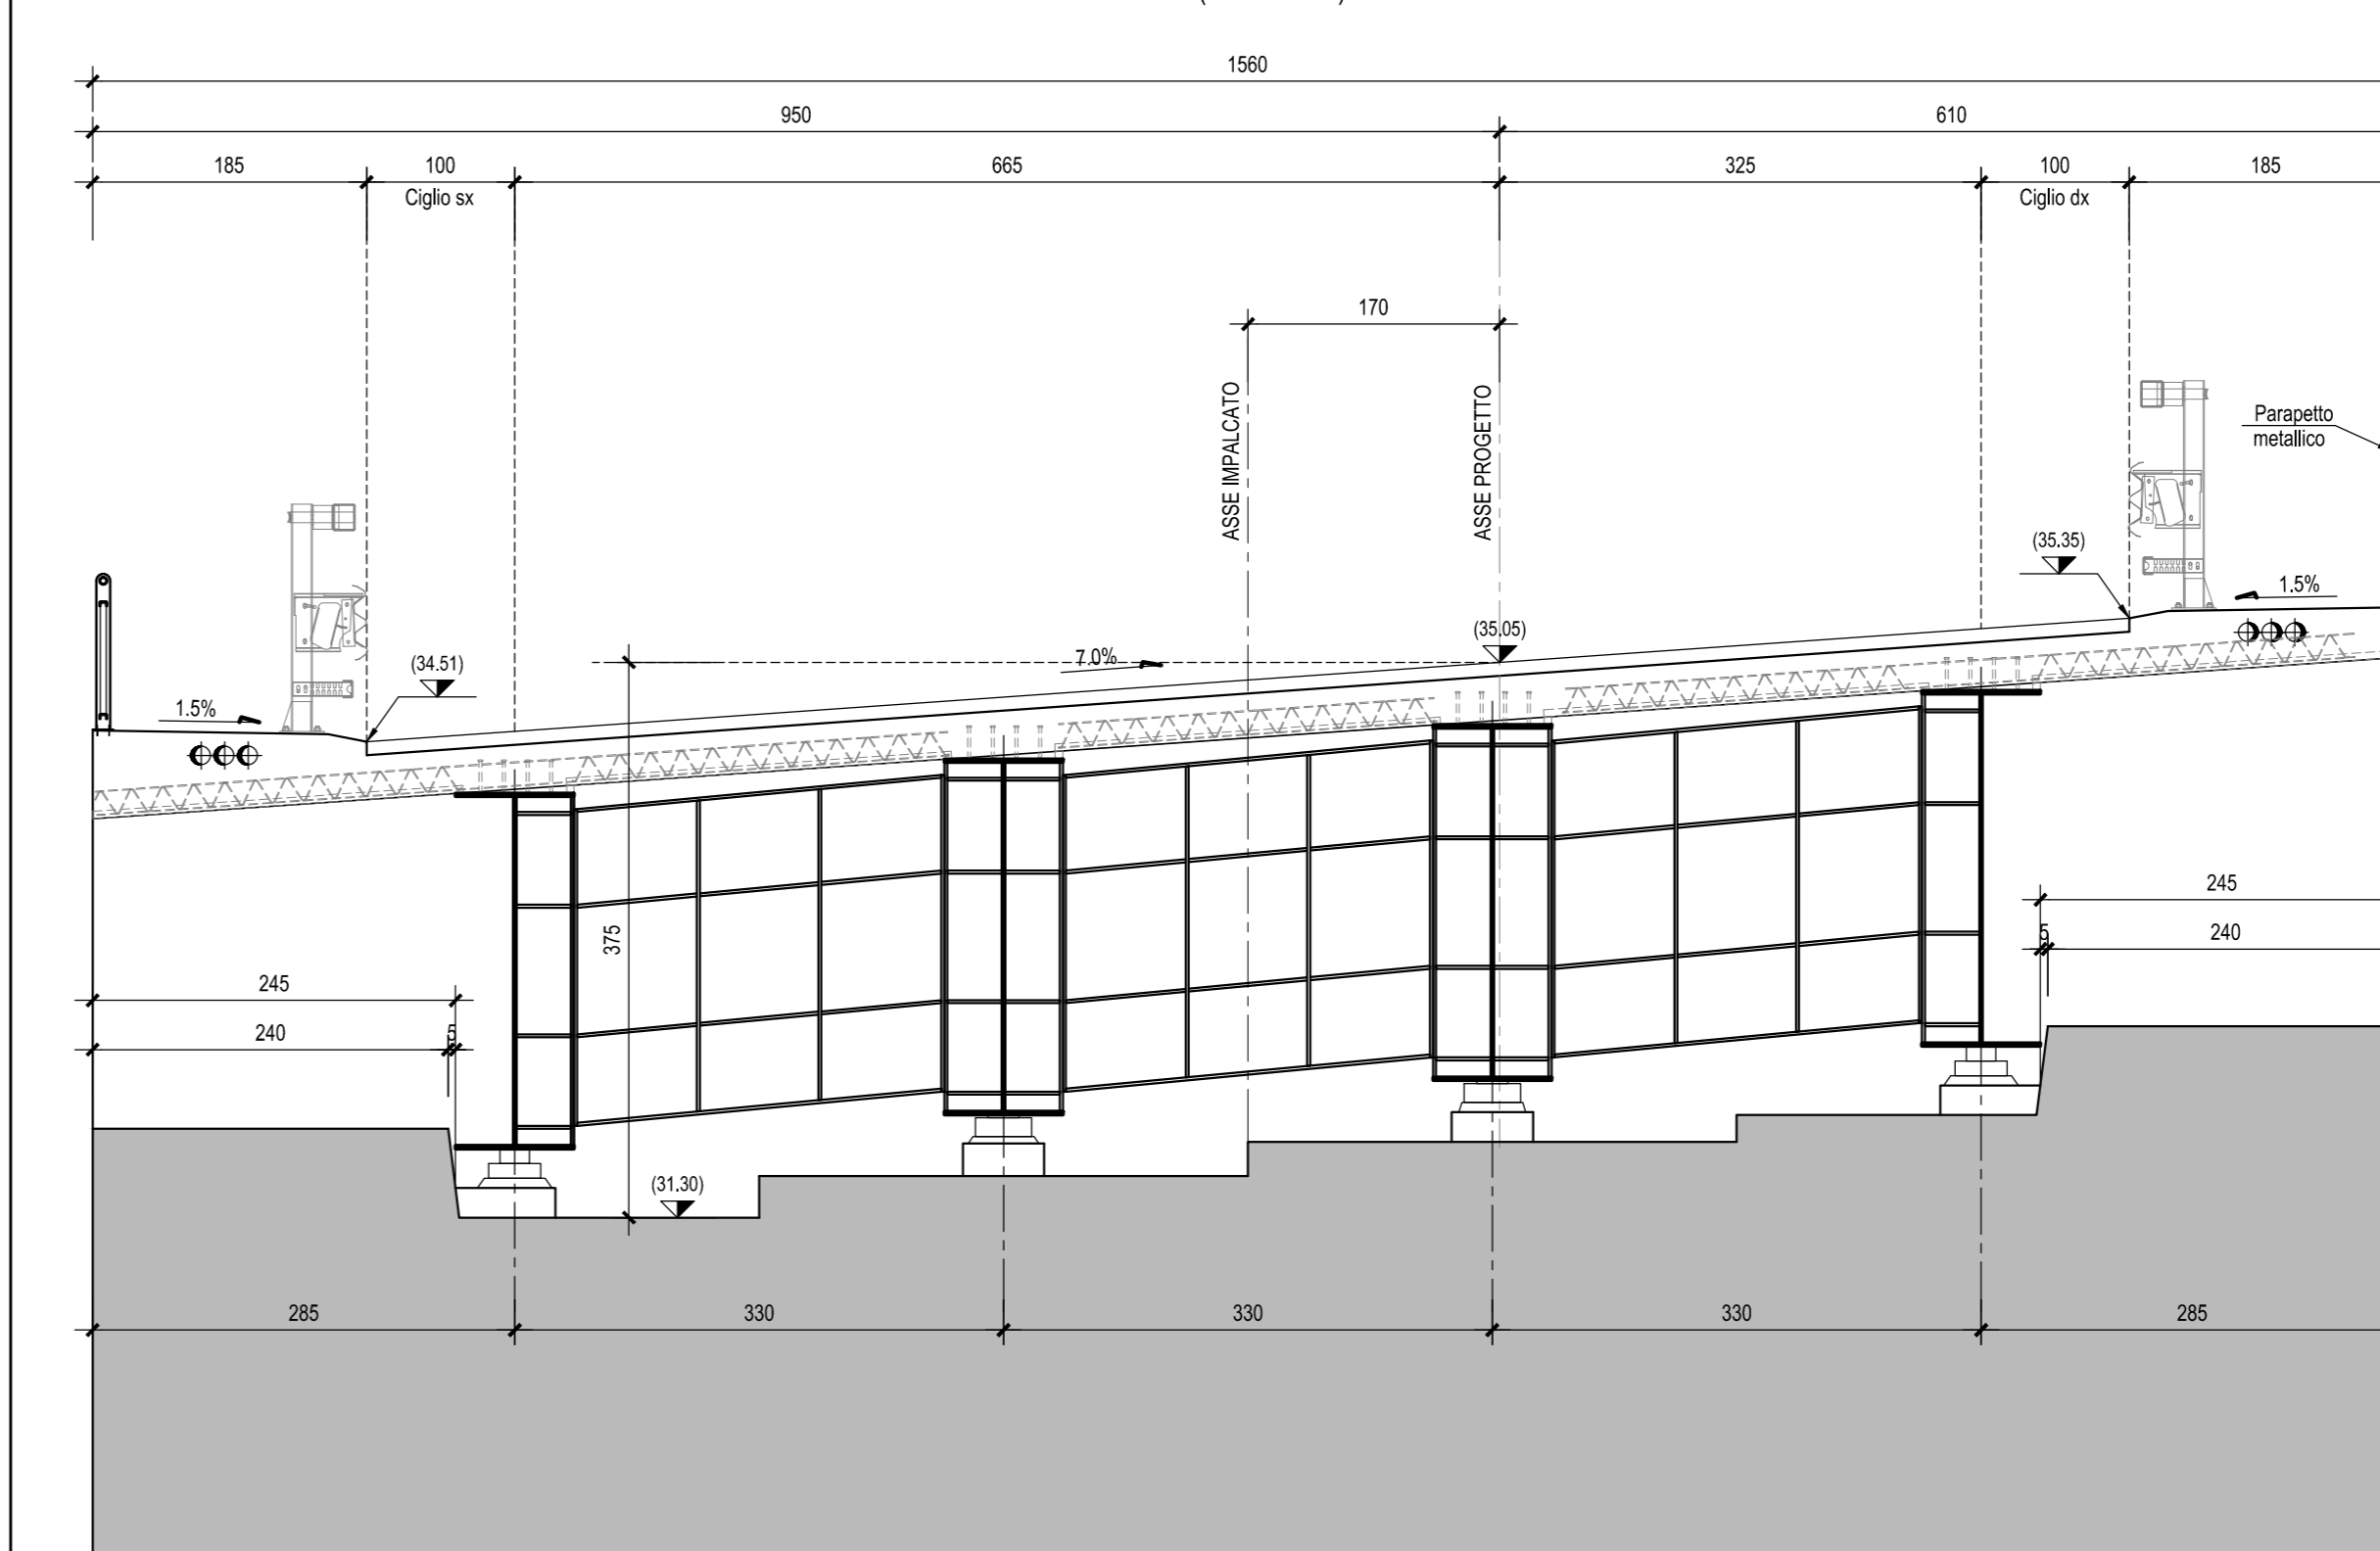 1560
950 610
185 100 665 325 100 185
Ciglio sx Ciglio dx
170
ASSE IMPALCATO
ASSE PROGETTO
Parapetto
metallico
(35.35)
1.5%
(35.05)
7.0%
(34.51)
1.5%
245
375
5 240
245
240 5
(31.30)
285 330 330 330 285